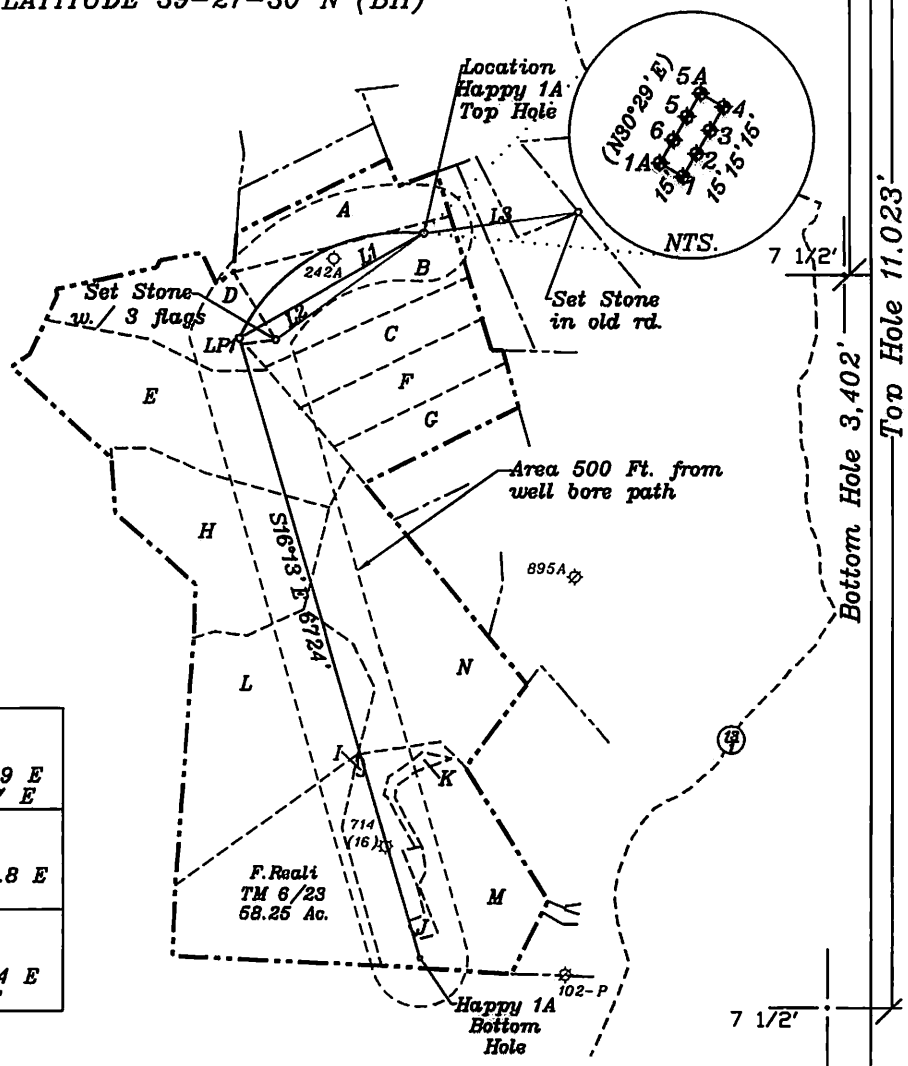 LATITUDE 39-27-30 N (BH)
Location
Happy 1A
Top Hole
(N30°29'E)
5A
5
4
6
3
1A
2
1
15'
15'15'15'
NTS.
7 1/2'
Bottom Hole 3,402'
Top Hole 11.023'
A
L1
L3
242A
B
D
L2
Set Stone
w./ 3 flags
LP
Set Stone
in old rd.
C
E
F
G
Area 500 Ft. from
well bore path
H
S16°13'E 6724'
895A
N
L
13
1
I
K
9 E
E
714
(16)
.8 E
F.Reali
TM 6/23
58.25 Ac.
M
J
4 E
102-P
Happy 1A
Bottom
Hole
7 1/2'